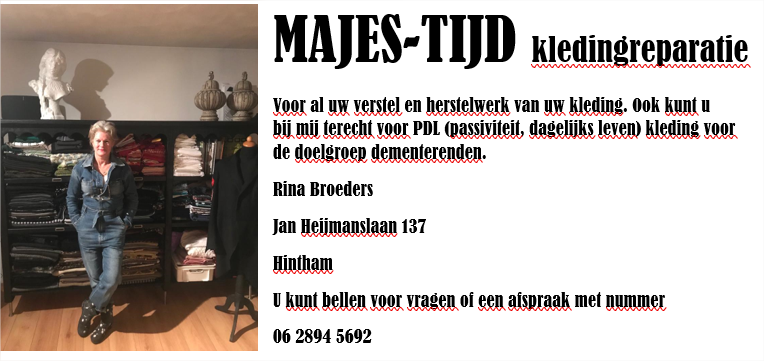 MAJES-TIJD kledingreparatie
Voor al uw verstel en herstelwerk van uw kleding. Ook kunt u
bij mij terecht voor PDL (passiviteit, dagelijks leven) kleding voor
de doelgroep dementerenden.
Rina Broeders
Jan Heijmanslaan 137
Hintham
U kunt bellen voor vragen of een afspraak met nummer
06 2894 5692